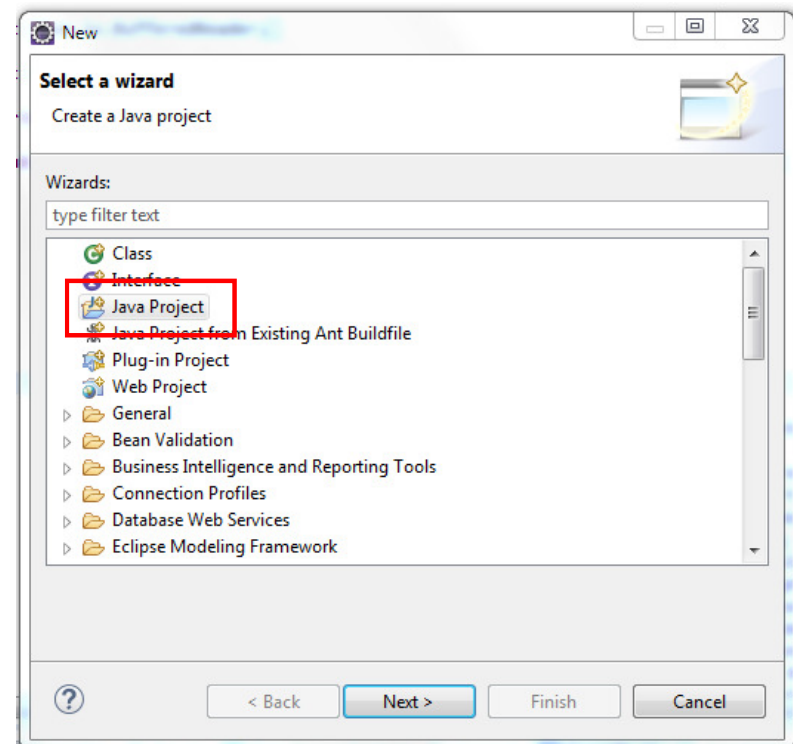 New
Select a wizard
Create a Java project
Wizards:
type filter text
Class
Interface
Java Project
Java Project from Existing Ant Buildfile
Plug-in Project
Web Project
General
Bean Validation
Business Intelligence and Reporting Tools
Connection Profiles
Database Web Services
Eclipse Modeling Framework
? < Back Next > Finish Cancel